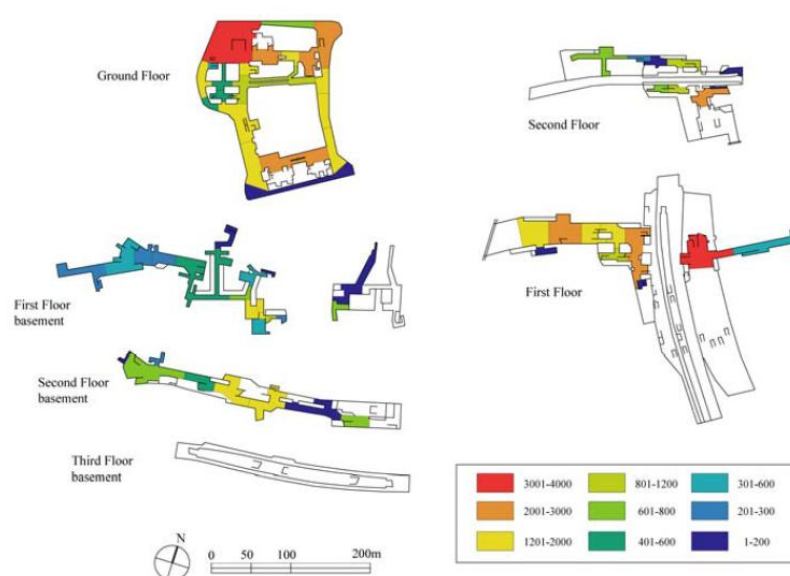 Ground Floor
Second Floor
First Floor
basement
First Floor
Second Floor
basement
Third Floor
basement
3001-4000
801-1200
301-600
2001-3000
601-800
201-300
1201-2000
401-600
1-200
N
0
50
100
200m